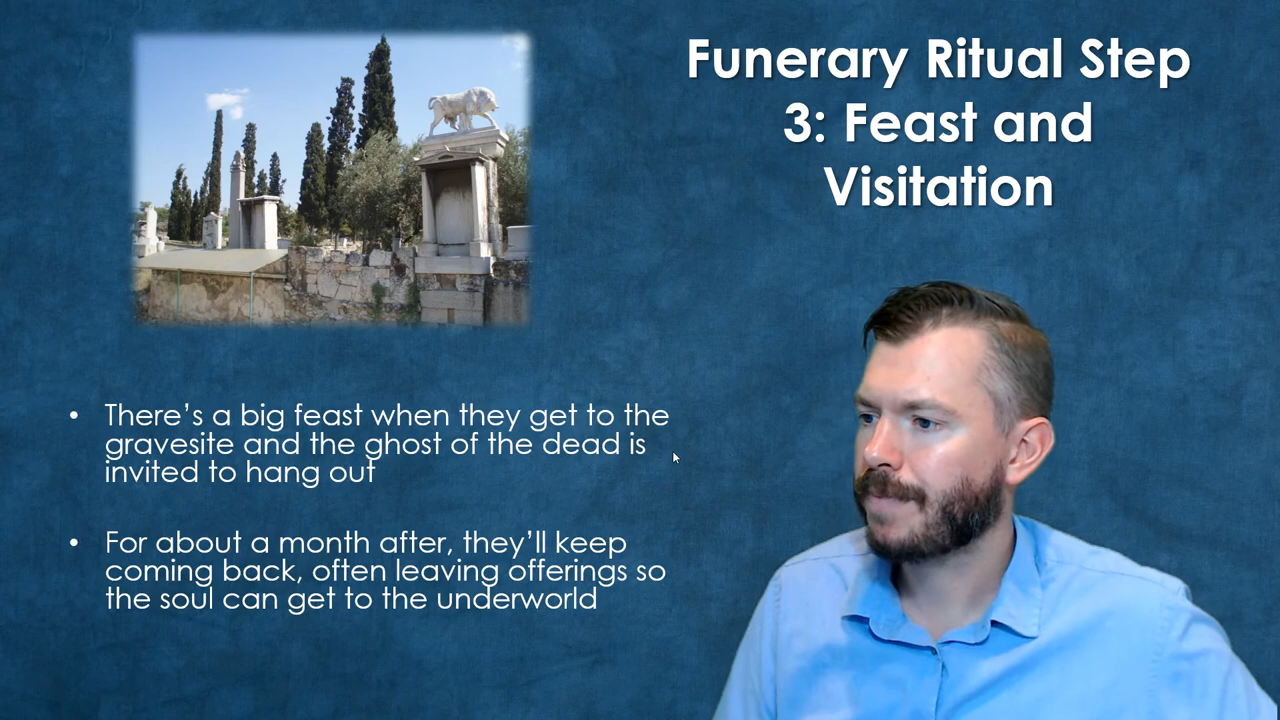 Funerary Ritual Step
3: Feast and
Visitation
• There’s a big feast when they get to the
gravesite and the ghost of the dead is
invited to hang out
• For about a month after, they’ll keep
coming back, often leaving offerings so
the soul can get to the underworld